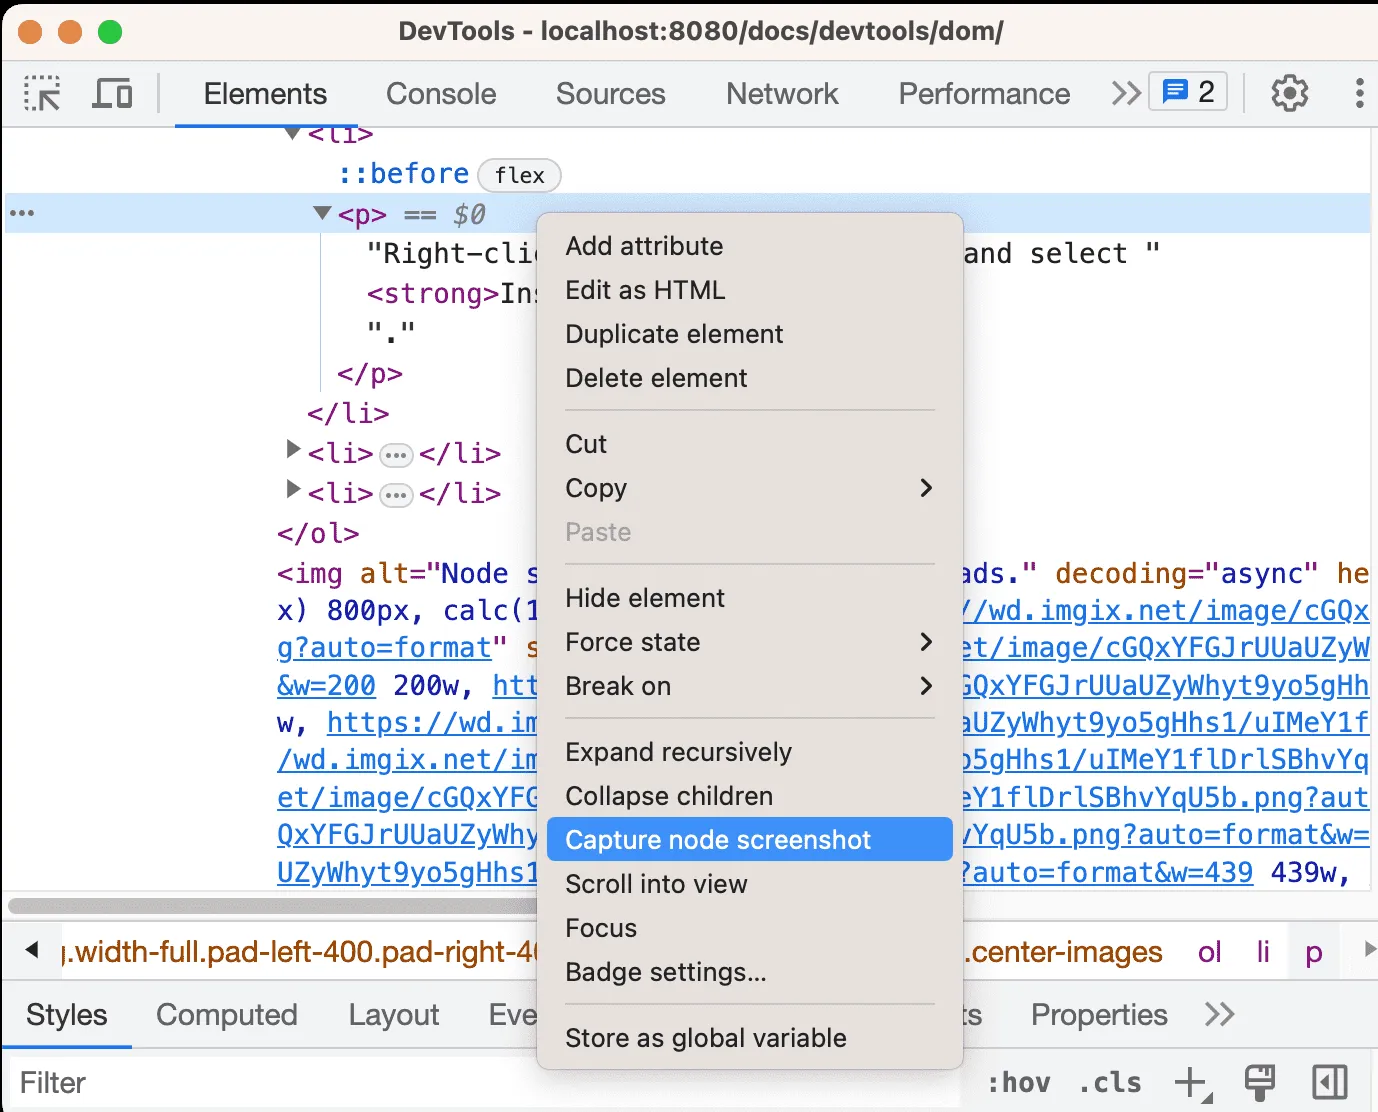 DevTools - localhost:8080/docs/devtools/dom/
Elements Console Sources Network Performance 2
<li>
::before flex
<p> == $0
"Right-cli and select "
<strong>Ins
"."
</p>
</li>
<li> </li>
<li> </li>
</ol>
<img alt="Node s ads." decoding="async" he
x) 800px, calc(1 //wd.imgix.net/image/cGQx
g?auto=format" s et/image/cGQxYFGJrUUaUZyW
&w=200 200w, htt GQxYFGJrUUaUZyWhyt9yo5gHh
w, https://wd.im aUZyWhyt9yo5gHhs1/uIMeY1f
/wd.imgix.net/im o5gHhs1/uIMeY1flDrlSBhvYq
et/image/cGQxYFG eY1flDrlSBhvYqU5b.png?aut
QxYFGJrUUaUZyWhy vYqU5b.png?auto=format&w=
UZyWhyt9yo5gHhs1 ?auto=format&w=439 439w,
Add attribute
Edit as HTML
Duplicate element
Delete element
Cut
Copy
Paste
Hide element
Force state
Break on
Expand recursively
Collapse children
Capture node screenshot
Scroll into view
Focus
Badge settings...
Store as global variable
.width-full.pad-left-400.pad-right-40 .center-images ol li p
Styles Computed Layout Eve ts Properties
Filter :hov .cls